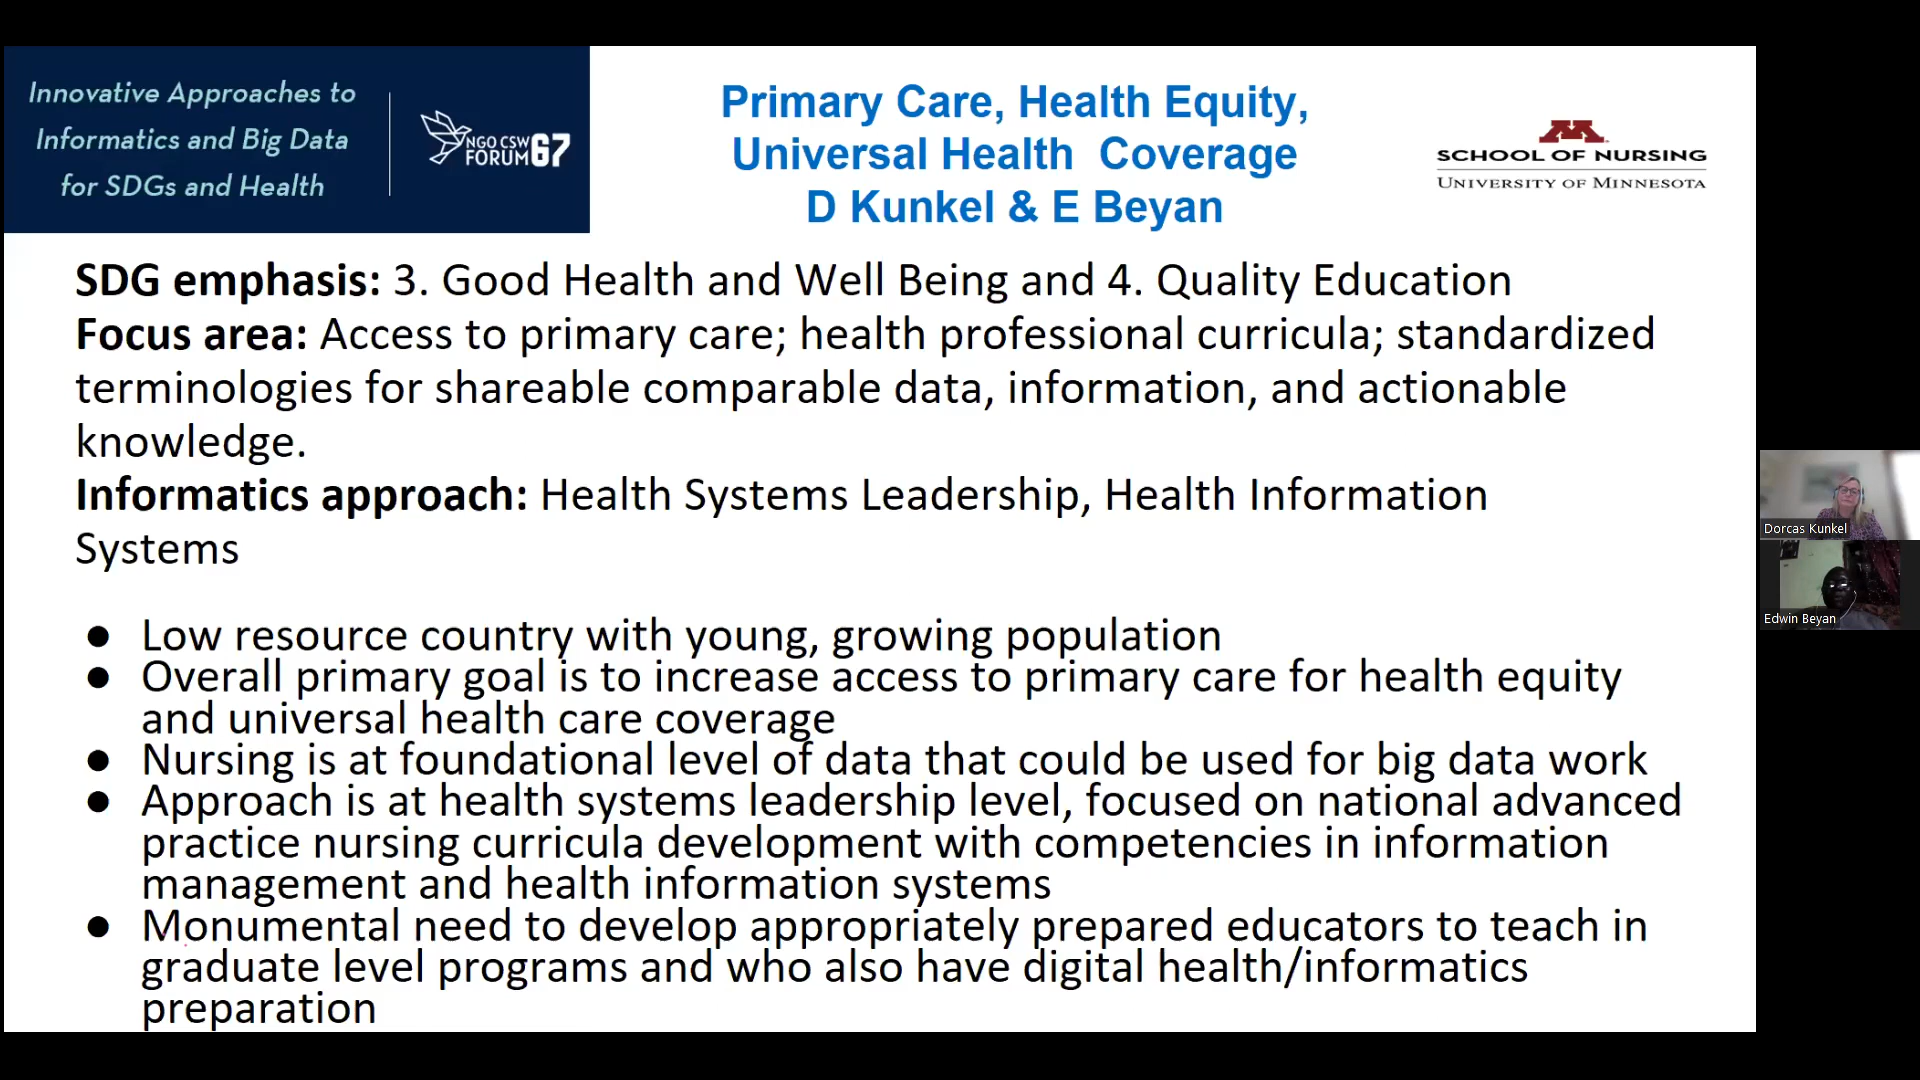 Innovative Approaches to
Informatics and Big Data
for SDGs and Health
NGO CSW
FORUM 67
Primary Care, Health Equity,
Universal Health Coverage
D Kunkel & E Beyan
M
SCHOOL OF NURSING
UNIVERSITY OF MINNESOTA
SDG emphasis: 3. Good Health and Well Being and 4. Quality Education
Focus area: Access to primary care; health professional curricula; standardized
terminologies for shareable comparable data, information, and actionable
knowledge.
Informatics approach: Health Systems Leadership, Health Information
Systems
● Low resource country with young, growing population
● Overall primary goal is to increase access to primary care for health equity
and universal health care coverage
● Nursing is at foundational level of data that could be used for big data work
● Approach is at health systems leadership level, focused on national advanced
practice nursing curricula development with competencies in information
management and health information systems
● Monumental need to develop appropriately prepared educators to teach in
graduate level programs and who also have digital health/informatics
preparation
Dorcas Kunkel
Edwin Beyan